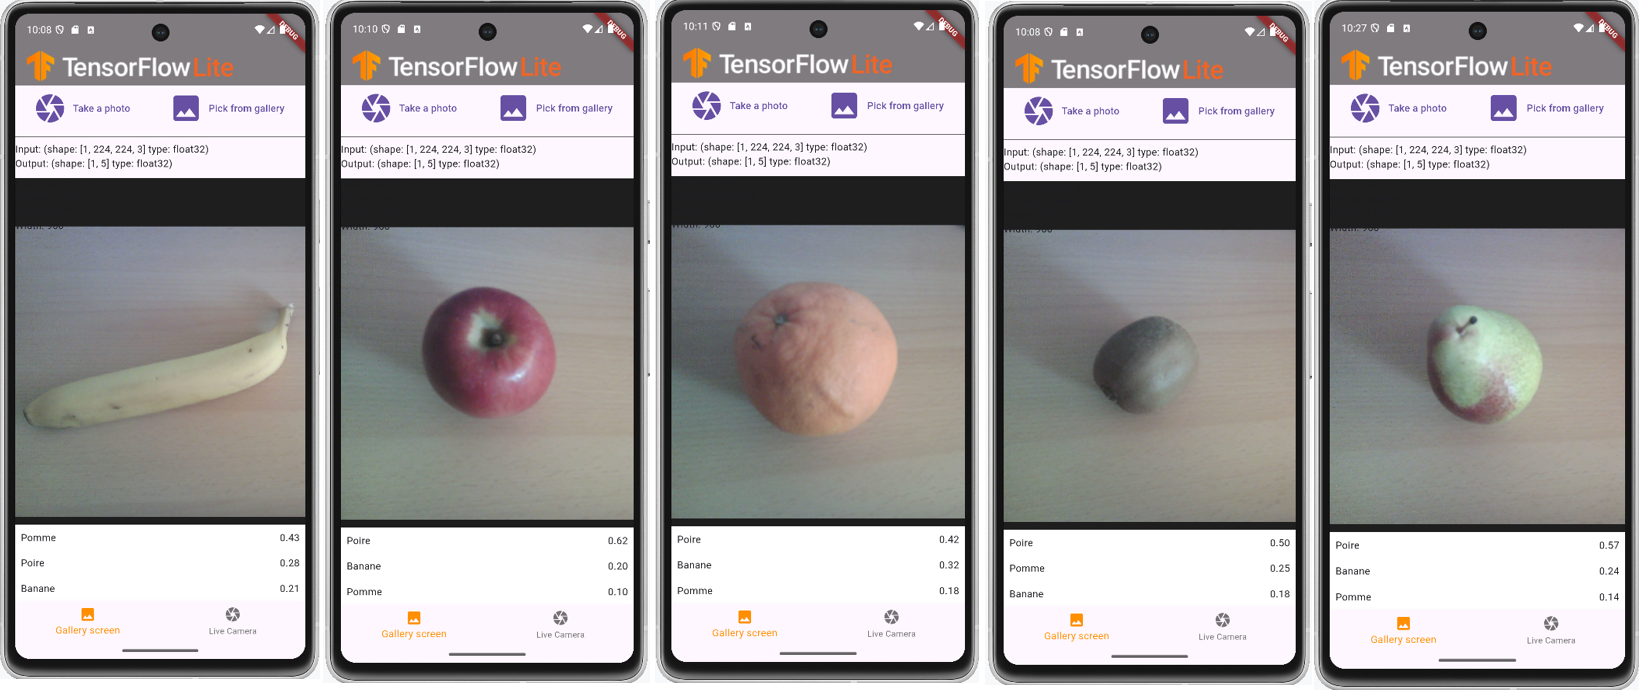 10:08
DEBUG
TensorFlow Lite
Take a photo
Pick from gallery
Input: (shape: [1, 224, 224, 3] type: float32)
Output: (shape: [1, 5] type: float32)
Pomme 0.43
Poire 0.28
Banane 0.21
Gallery screen
Live Camera
10:10
DEBUG
TensorFlow Lite
Take a photo
Pick from gallery
Input: (shape: [1, 224, 224, 3] type: float32)
Output: (shape: [1, 5] type: float32)
Poire 0.62
Banane 0.20
Pomme 0.10
Gallery screen
Live Camera
10:11
DEBUG
TensorFlow Lite
Take a photo
Pick from gallery
Input: (shape: [1, 224, 224, 3] type: float32)
Output: (shape: [1, 5] type: float32)
Poire 0.42
Banane 0.32
Pomme 0.18
Gallery screen
Live Camera
10:08
DEBUG
TensorFlow Lite
Take a photo
Pick from gallery
Input: (shape: [1, 224, 224, 3] type: float32)
Output: (shape: [1, 5] type: float32)
Poire 0.50
Pomme 0.25
Banane 0.18
Gallery screen
Live Camera
10:27
DEBUG
TensorFlow Lite
Take a photo
Pick from gallery
Input: (shape: [1, 224, 224, 3] type: float32)
Output: (shape: [1, 5] type: float32)
Poire 0.57
Banane 0.24
Pomme 0.14
Gallery screen
Live Camera